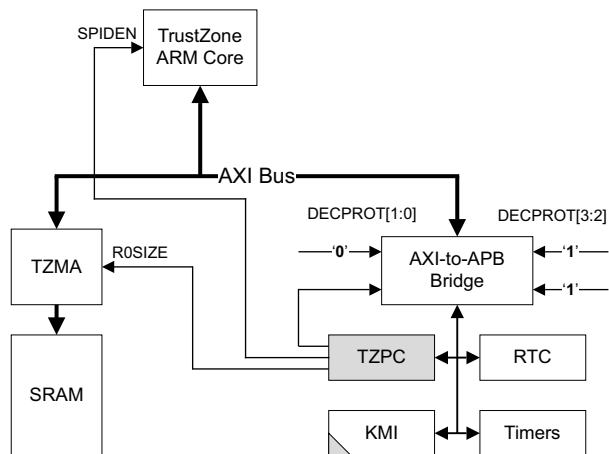 SPIDEN
TrustZone
ARM Core
AXI Bus
DECPROT[1:0]
DECPROT[3:2]
TZMA
R0SIZE
‘0’
AXI-to-APB
Bridge
‘1’
‘1’
SRAM
TZPC
RTC
KMI
Timers